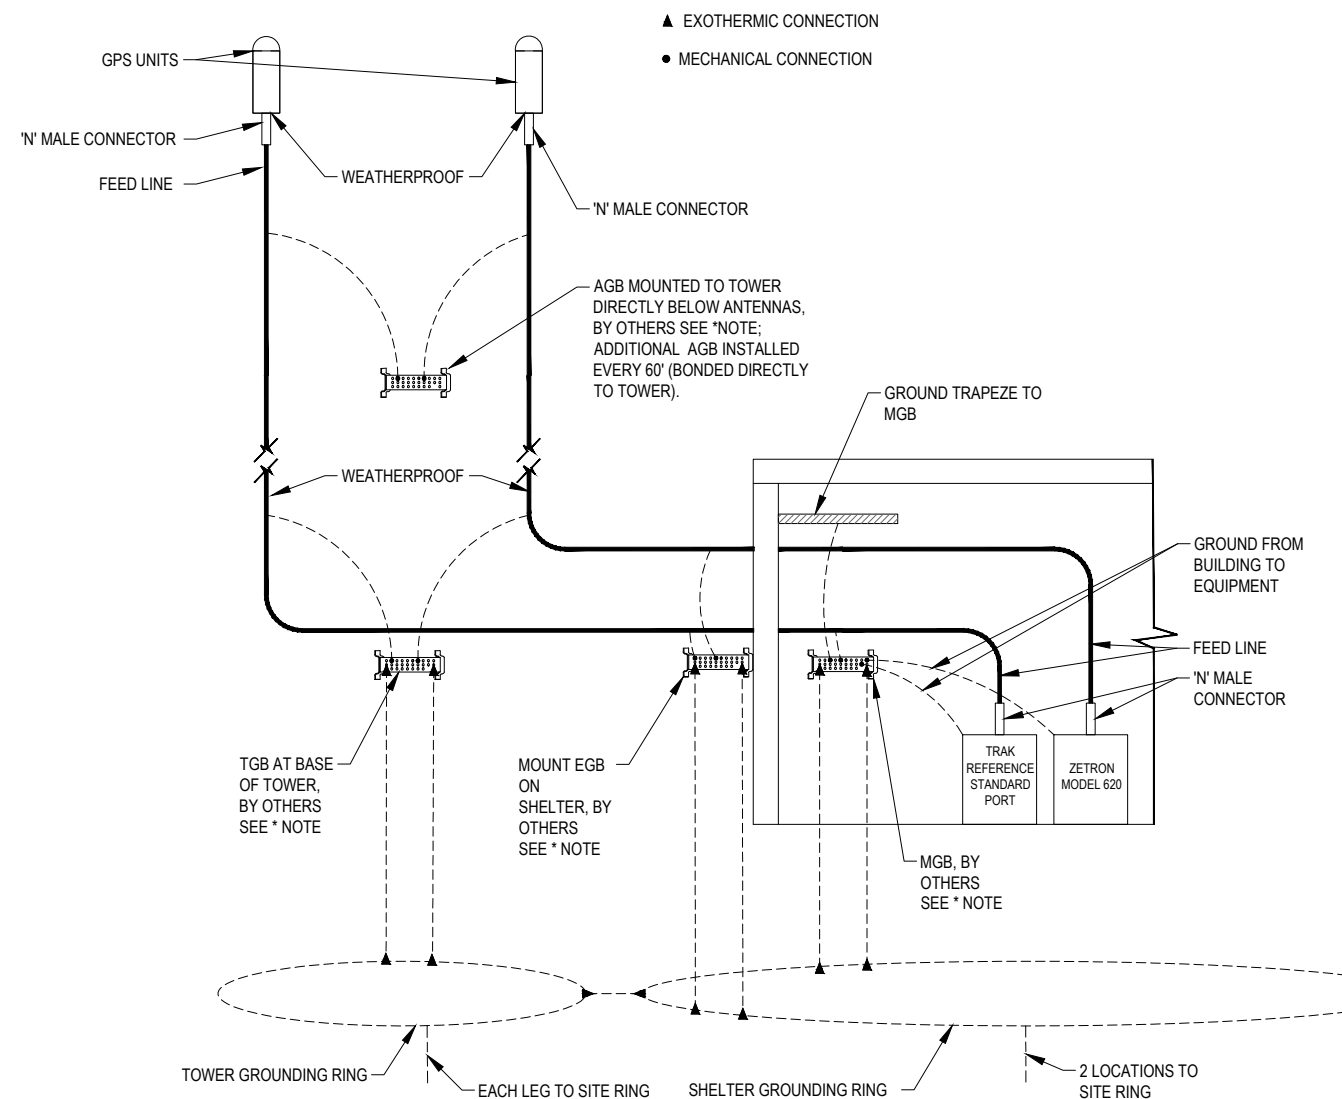 EXOTHERMIC CONNECTION
MECHANICAL CONNECTION
GPS UNITS
'N' MALE CONNECTOR
FEED LINE
WEATHERPROOF
'N' MALE CONNECTOR
AGB MOUNTED TO TOWER
DIRECTLY BELOW ANTENNAS,
BY OTHERS SEE *NOTE;
ADDITIONAL AGB INSTALLED
EVERY 60' (BONDED DIRECTLY
TO TOWER).
GROUND TRAPEZE TO
MGB
WEATHERPROOF
GROUND FROM
BUILDING TO
EQUIPMENT
FEED LINE
'N' MALE
CONNECTOR
TRAK
REFERENCE
STANDARD
PORT
ZETRON
MODEL 620
TGB AT BASE
OF TOWER,
BY OTHERS
SEE * NOTE
MOUNT EGB
ON
SHELTER, BY
OTHERS
SEE * NOTE
MGB, BY
OTHERS
SEE * NOTE
TOWER GROUNDING RING
EACH LEG TO SITE RING
SHELTER GROUNDING RING
2 LOCATIONS TO
SITE RING